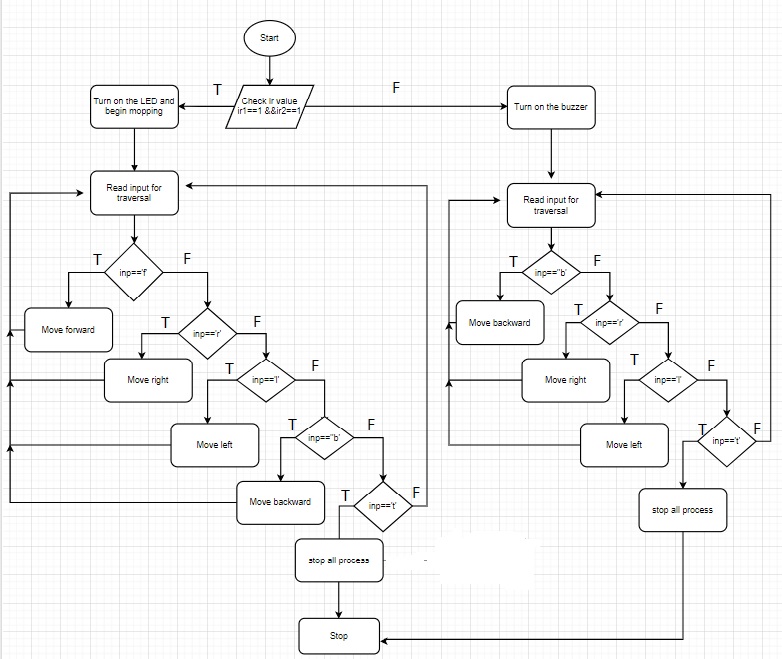 Start
T
F
Turn on the LED and
begin mopping
Check Ir value
ir1==1 &&ir2==1
Turn on the buzzer
Read input for
traversal
Read input for
traversal
T
inp=='f'
F
T
inp=="b'
F
Move forward
T
inp=='r'
F
Move backward
T
inp=='r'
F
Move right
T
inp=='l'
F
Move right
T
inp=='l'
F
Move left
T
inp=="b'
F
Move left
T
inp=='t'
F
Move backward
T
inp=='t'
F
stop all process
stop all process
Stop